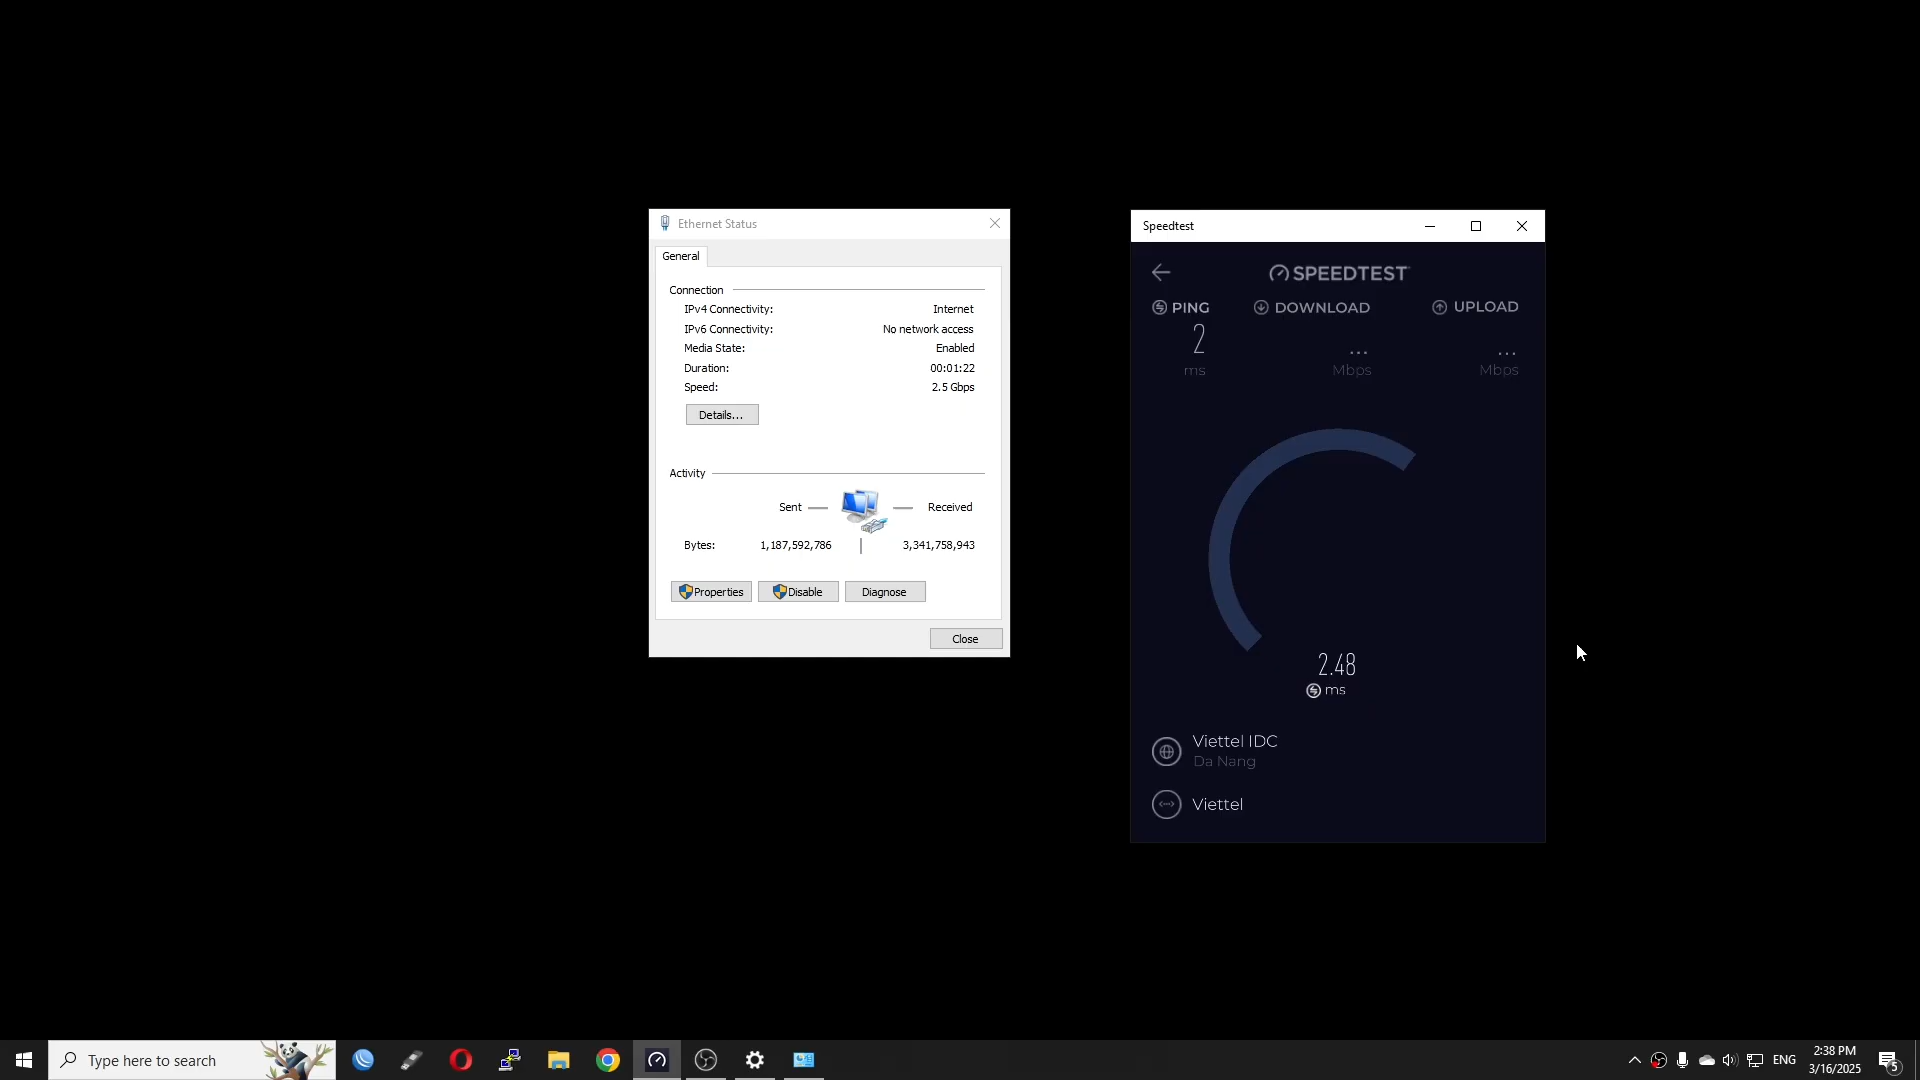 Ethernet Status
General
Connection
IPv4 Connectivity: Internet
IPv6 Connectivity: No network access
Media State: Enabled
Duration: 00:01:22
Speed: 2.5 Gbps
Details...
Activity
Sent Received
Bytes: 1,187,592,786 3,341,758,943
Properties Disable Diagnose
Close
Speedtest
SPEEDTEST
PING DOWNLOAD UPLOAD
2 ... ...
ms Mbps Mbps
2.48
ms
Viettel IDC
Da Nang
Viettel
Type here to search
ENG
2:38 PM
3/16/2025
5